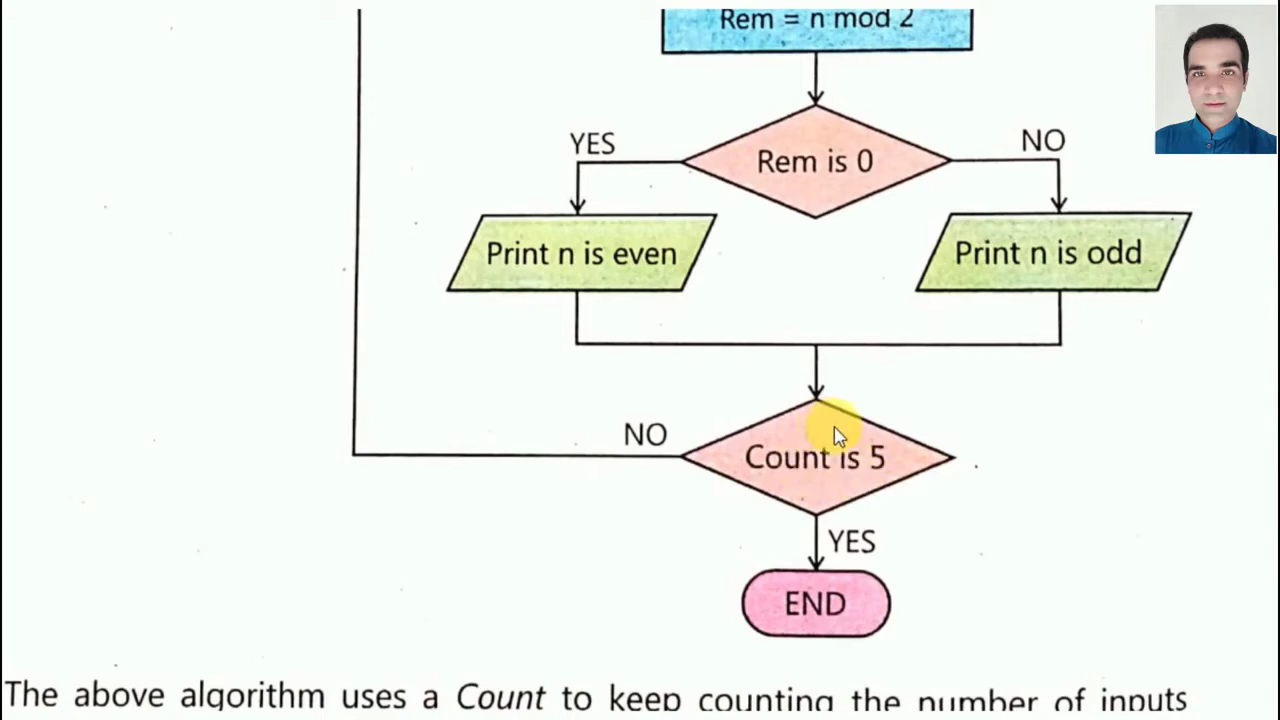 Rem = n mod 2
YES
NO
Rem is 0
Print n is even
Print n is odd
NO
Count is 5
YES
END
The above algorithm uses a Count to keep counting the number of inputs